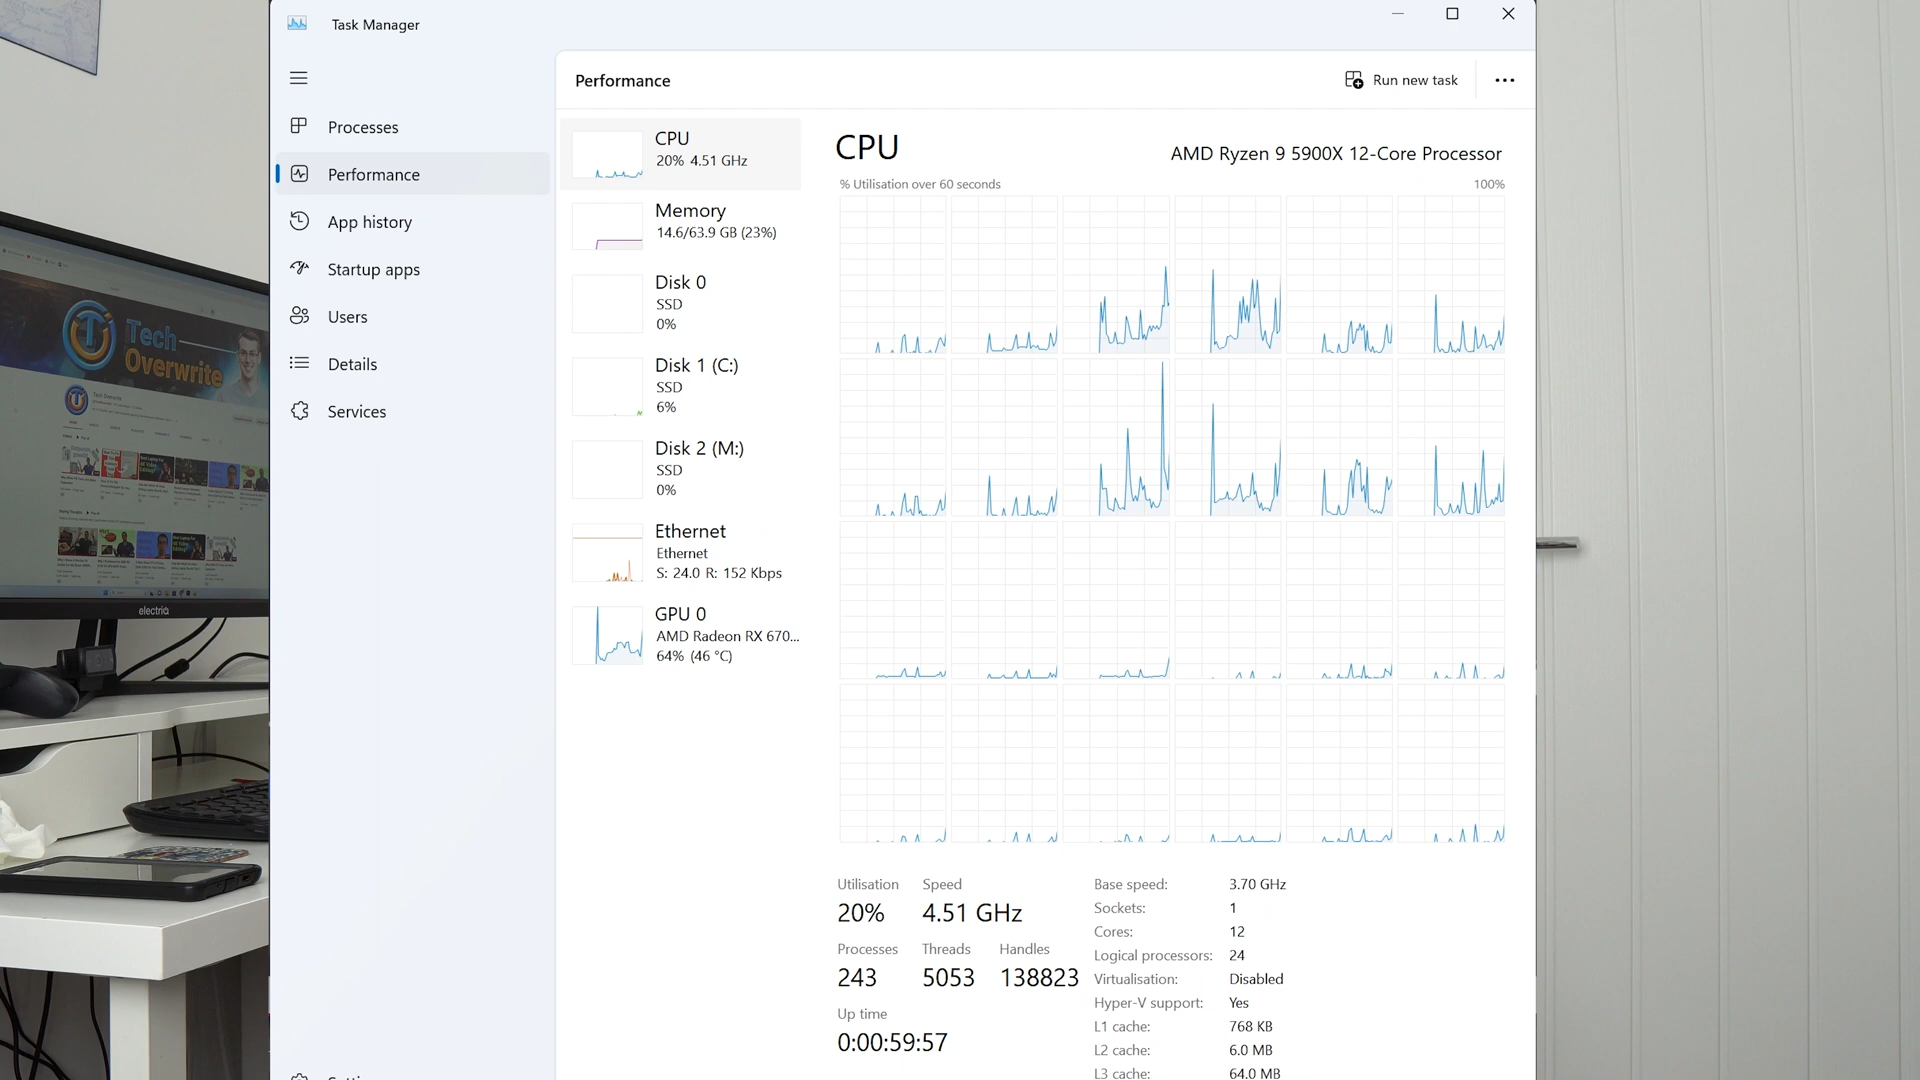 Task Manager
Performance
Run new task
Processes
Performance
App history
Startup apps
Users
Details
Services
CPU
20% 4.51 GHz
Memory
14.6/63.9 GB (23%)
Disk 0
SSD
0%
Disk 1 (C:)
SSD
6%
Disk 2 (M:)
SSD
0%
Ethernet
Ethernet
S: 24.0 R: 152 Kbps
GPU 0
AMD Radeon RX 670...
64% (46 °C)
CPU
AMD Ryzen 9 5900X 12-Core Processor
% Utilisation over 60 seconds
100%
Utilisation
Speed
20%
4.51 GHz
Processes
Threads
Handles
243
5053
138823
Up time
0:00:59:57
Base speed: 3.70 GHz
Sockets: 1
Cores: 12
Logical processors: 24
Virtualisation: Disabled
Hyper-V support: Yes
L1 cache: 768 KB
L2 cache: 6.0 MB
L3 cache: 64.0 MB
Tech
Overwrite
Tech Overwrite
electriq